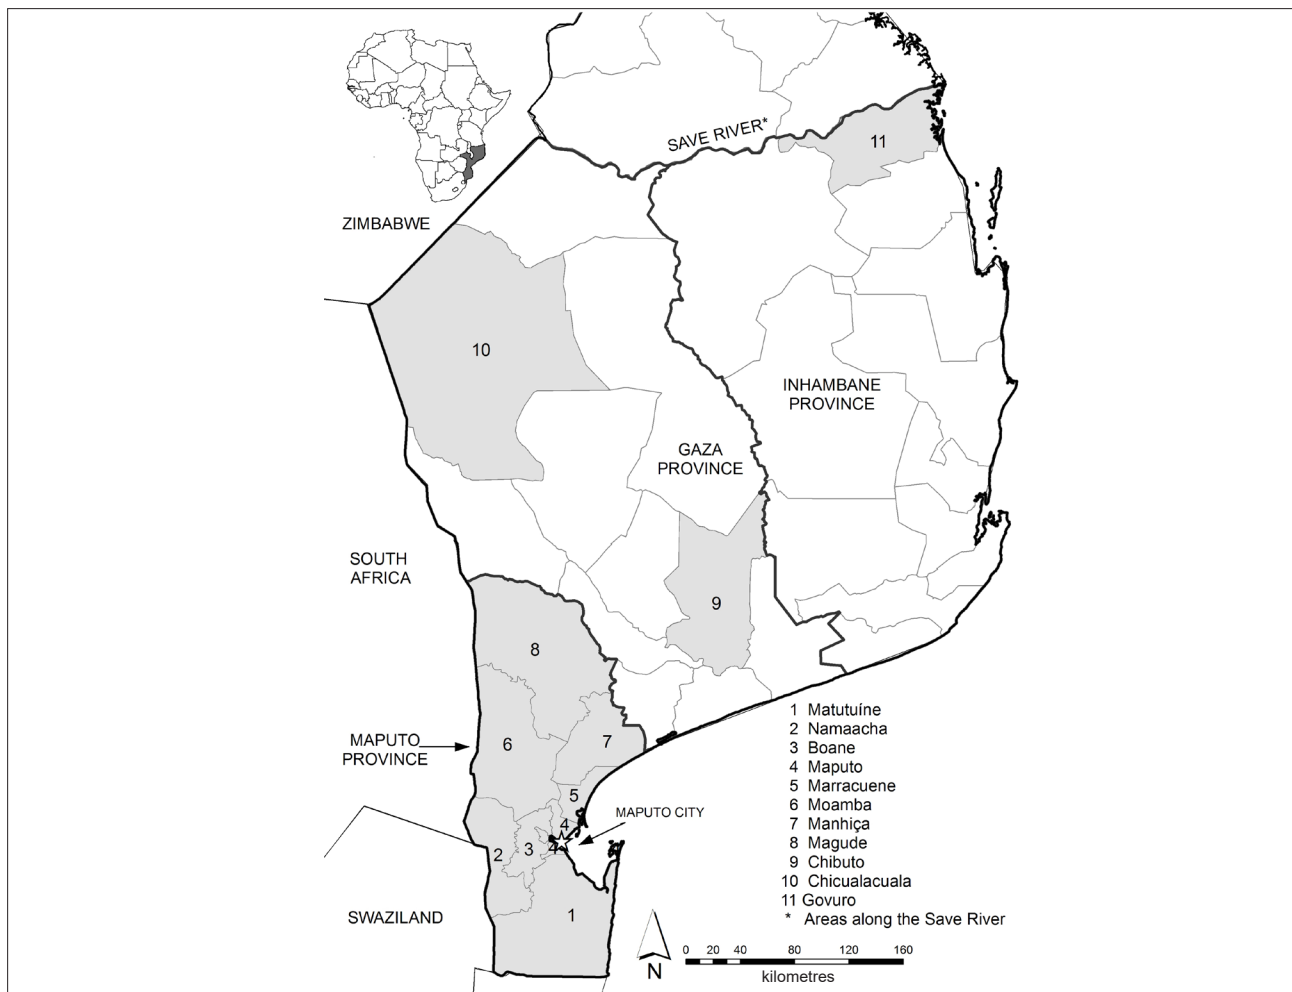 SAVE RIVER*
11
ZIMBABWE
10
INHAMBANE
PROVINCE
GAZA
PROVINCE
SOUTH
AFRICA
9
8
MAPUTO
PROVINCE
6
7
5
4
MAPUTO CITY
2
3
4
SWAZILAND
1
1 Matutuíne
2 Namaacha
3 Boane
4 Maputo
5 Marracuene
6 Moamba
7 Manhiça
8 Magude
9 Chibuto
10 Chicualacuala
11 Govuro
* Areas along the Save River
N
0 20 40 80 120 160
kilometres